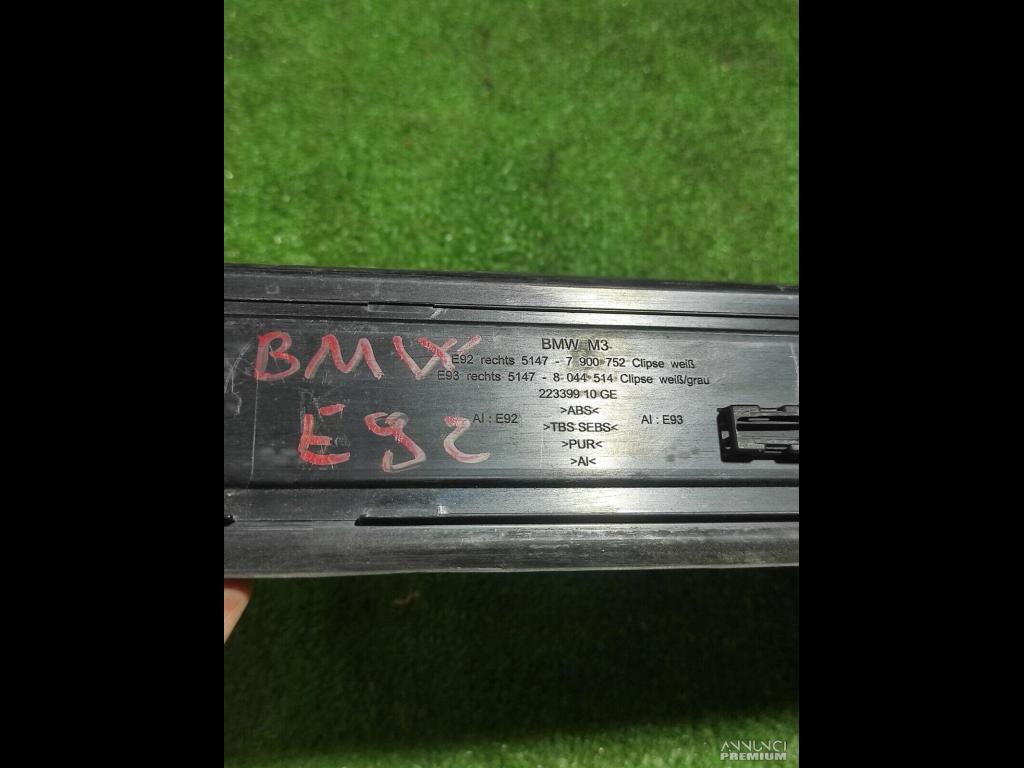 BMW
E92
BMW M3
E92 rechts 5147 - 7 900 752 Clipse weiß
E93 rechts 5147 - 8 044 514 Clipse weiß/grau
223399 10 GE
>ABS<
AI : E92 >TBS SEBS< AI : E93
>PUR<
>AI<
ANNUNCI
PREMIUM